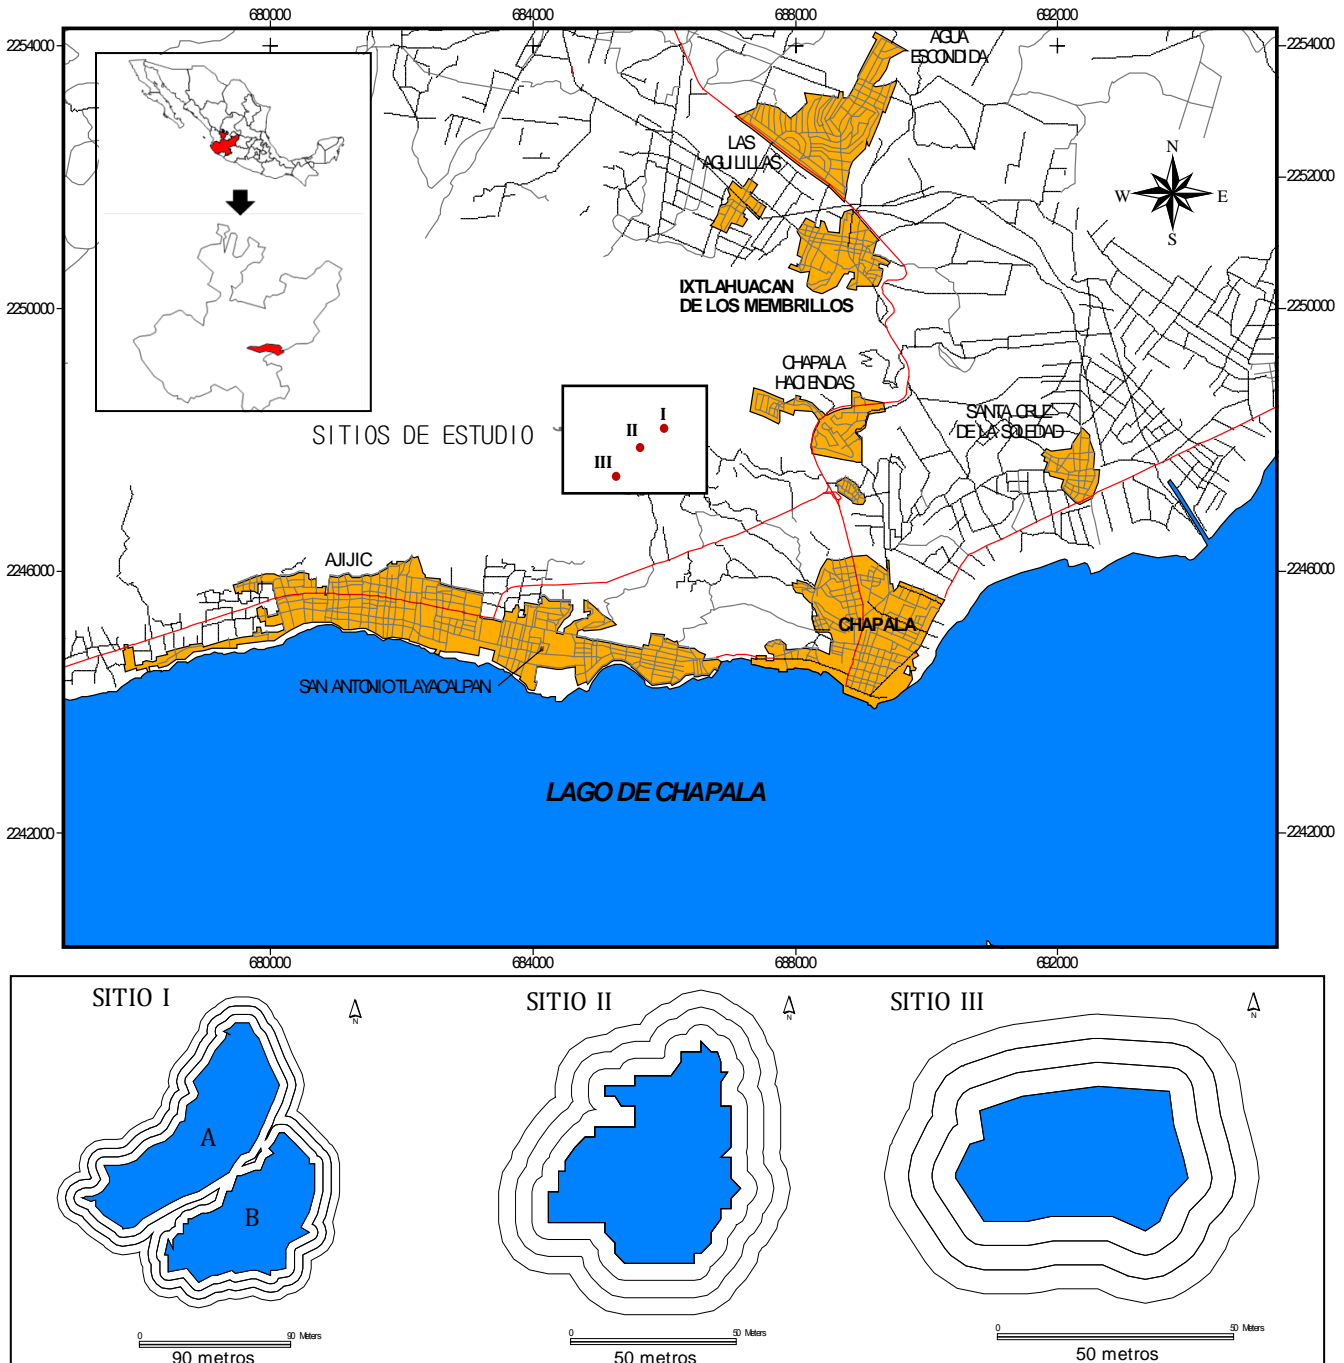 680000
684000
688000
692000
2254000
2254000
AGUA
ESCONDIDA
LAS
AGUILILLAS
N
W
E
S
2252000
2252000
IXTLAHUACAN
DE LOS MEMBRILLOS
2250000
2250000
CHAPALA
HACIENDAS
SANTA CRUZ
DE LA SOLEDAD
SITIOS DE ESTUDIO
I
II
III
2248000
2248000
2246000
2246000
AJIJIC
CHAPALA
SAN ANTONIO TLAYACALPAN
LAGO DE CHAPALA
2242000
2242000
680000
684000
688000
692000
SITIO I
N
A
B
0
90 Meters
90 metros
SITIO II
N
0
50 Meters
50 metros
SITIO III
N
0
50 Meters
50 metros